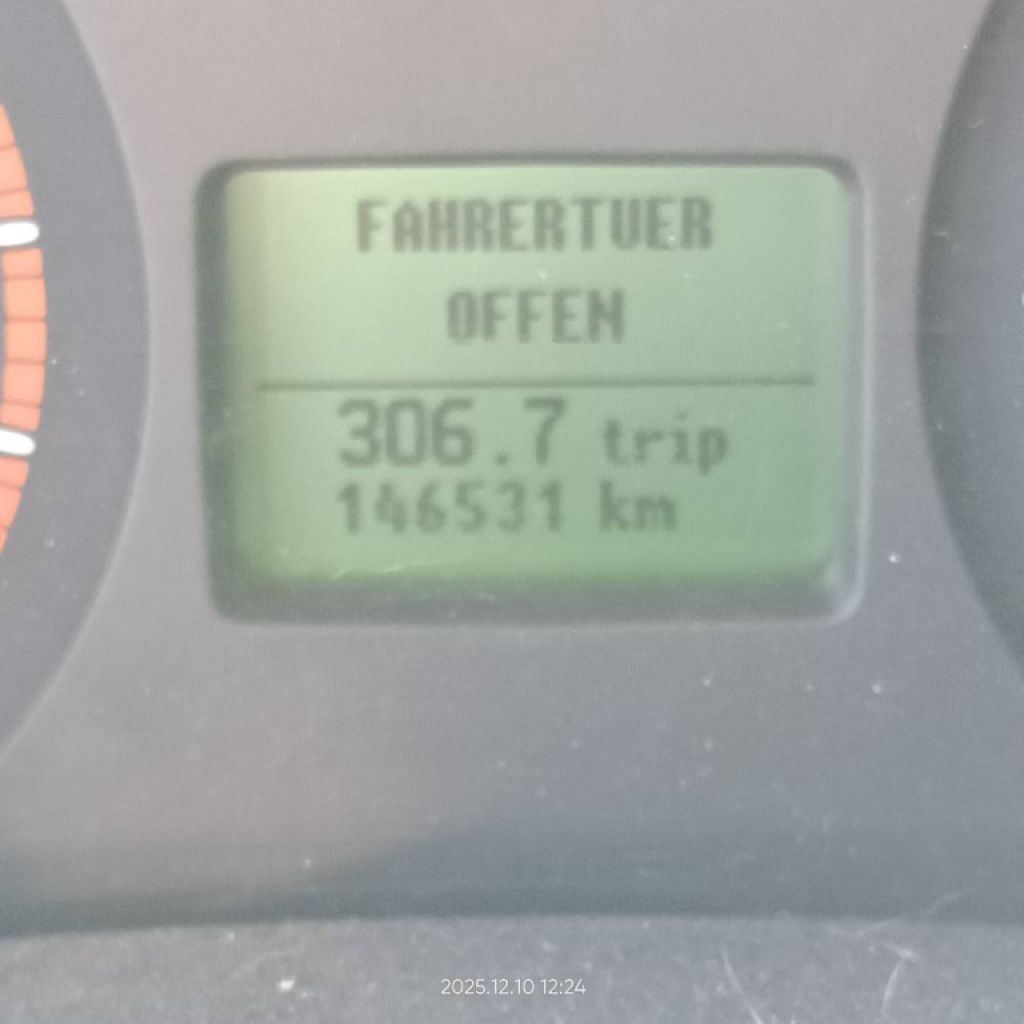 FAHRERTUER
OFFEN
306.7 trip
146531 km
2025.12.10 12:24